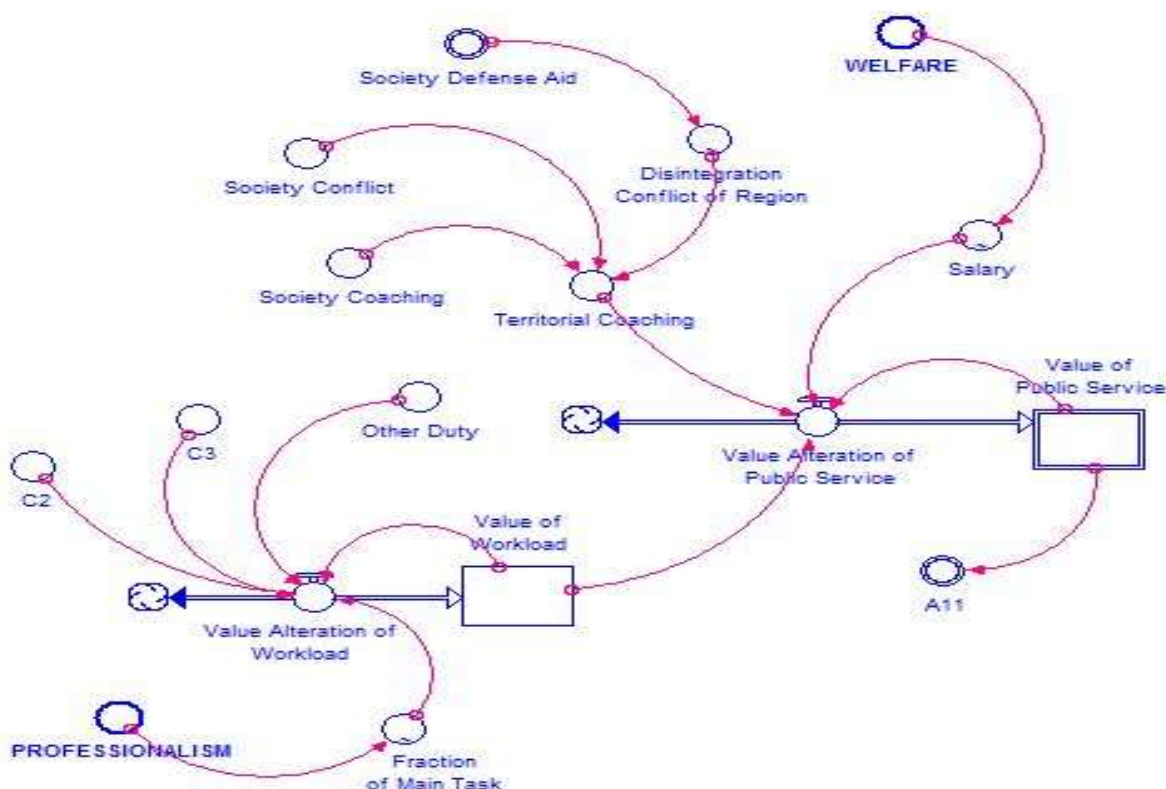 WELFARE
Society Defense Aid
Disintegration
Conflict of Region
Society Conflict
Salary
Society Coaching
Territorial Coaching
Value of
Public Service
Other Duty
C3
Value Alteration of
Public Service
C2
Value of
Workload
A11
Value Alteration of
Workload
PROFESSIONALISM
Fraction
of Main Task